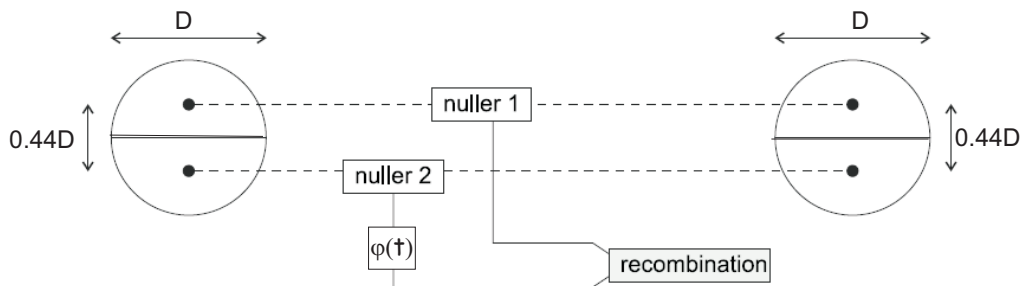 D D
nuller 1
0.44D 0.44D
nuller 2
φ(t)
recombination